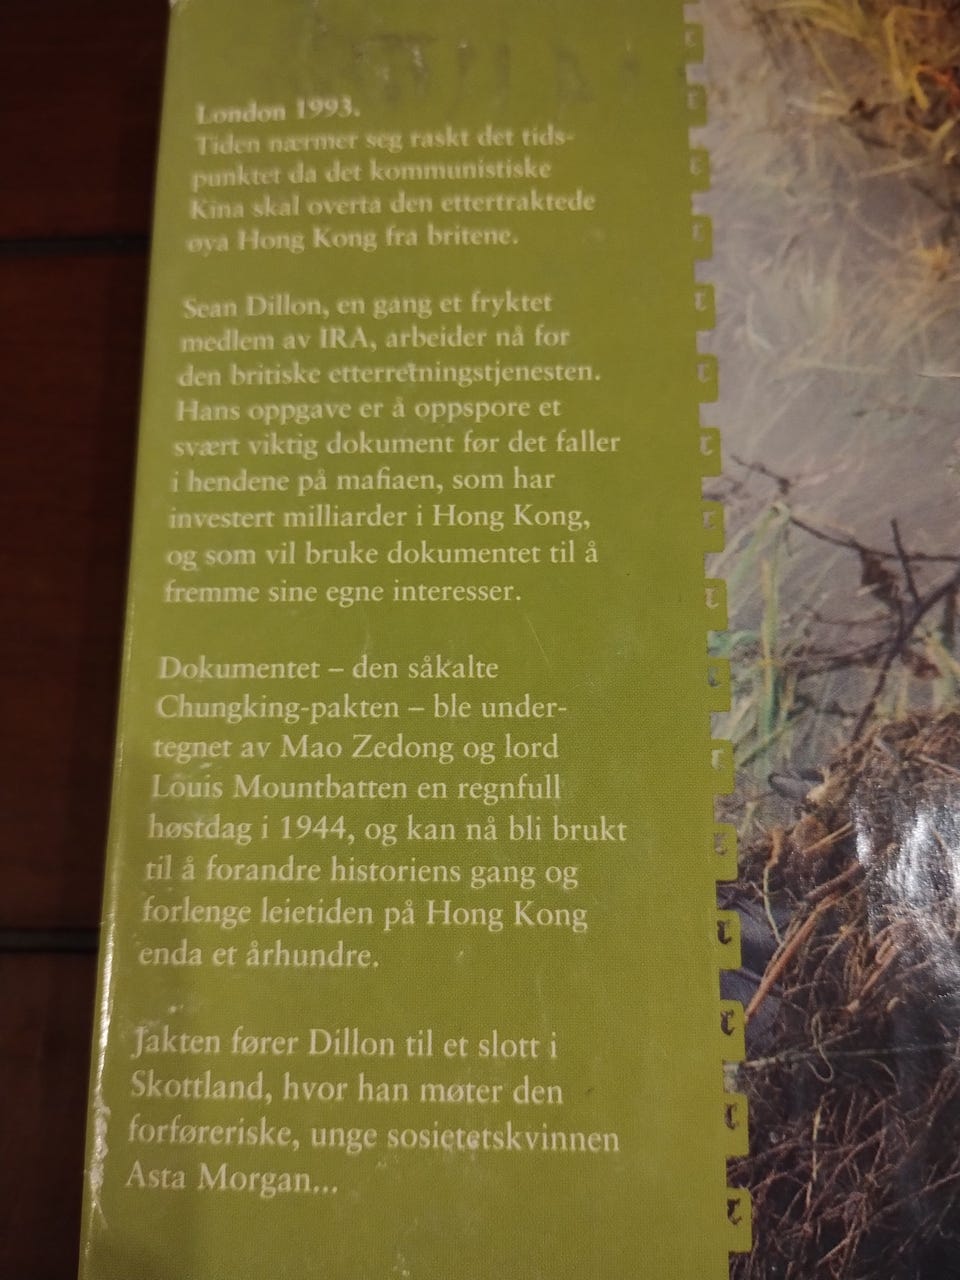 London 1993.
Tiden nærmer seg raskt det tids-
punktet da det kommunistiske
Kina skal overta den ettertraktede
øya Hong Kong fra britene.
Sean Dillon, en gang et fryktet
medlem av IRA, arbeider nå for
den britiske etterretningstjenesten.
Hans oppgave er å oppspore et
svært viktig dokument før det faller
i hendene på mafiaen, som har
investert milliarder i Hong Kong,
og som vil bruke dokumentet til å
fremme sine egne interesser.
Dokumentet – den såkalte
Chungking-pakten – ble under-
tegnet av Mao Zedong og lord
Louis Mountbatten en regnfull
høstdag i 1944, og kan nå bli brukt
til å forandre historiens gang og
forlenge leietiden på Hong Kong
enda et århundre.
Jakten fører Dillon til et slott i
Skottland, hvor han møter den
forføreriske, unge sosietetskvinnen
Asta Morgan...